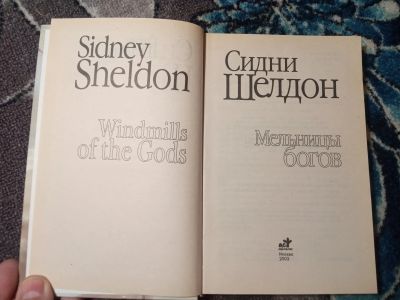 Sidney
Sheldon
Windmills
of the Gods
Сидни
Шелдон
Мельницы
богов
Москва
2003